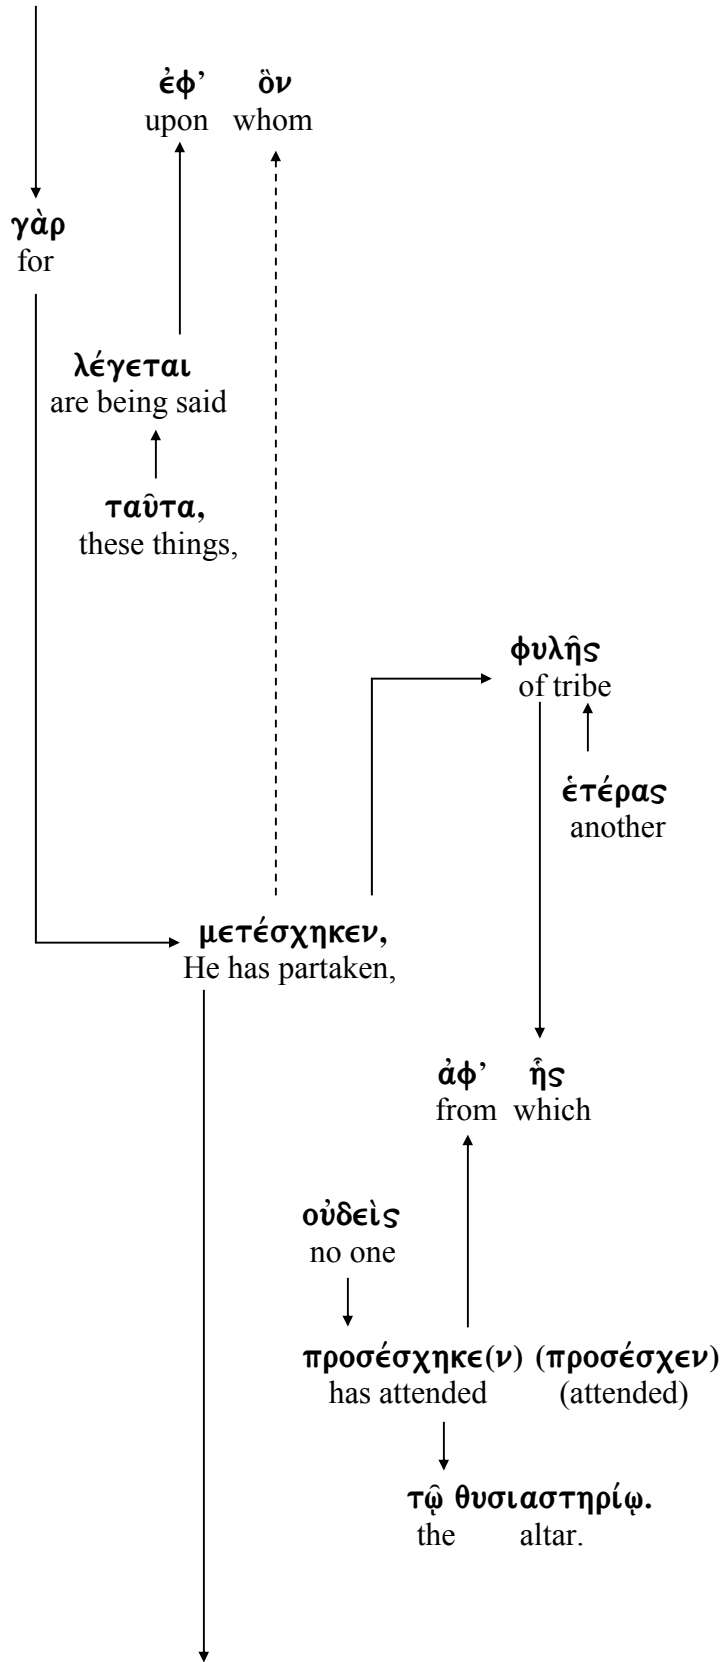 ἐφ’ ὃν
upon whom
γὰρ
for
λέγεται
are being said
ταῦτα,
these things,
φυλῆς
of tribe
ἑτέρας
another
μετέσχηκεν,
He has partaken,
ἀφ’ ἧς
from which
οὐδεὶς
no one
προσέσχηκε(ν) (προσέσχεν)
has attended (attended)
τῷ θυσιαστηρίῳ.
the altar.